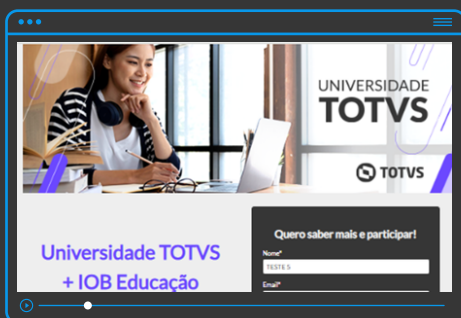 UNIVERSIDADE
TOTVS
TOTVS
Universidade TOTVS
+ IOB Educação
Quero saber mais e participar!
Nome*
TESTE 5
Email*